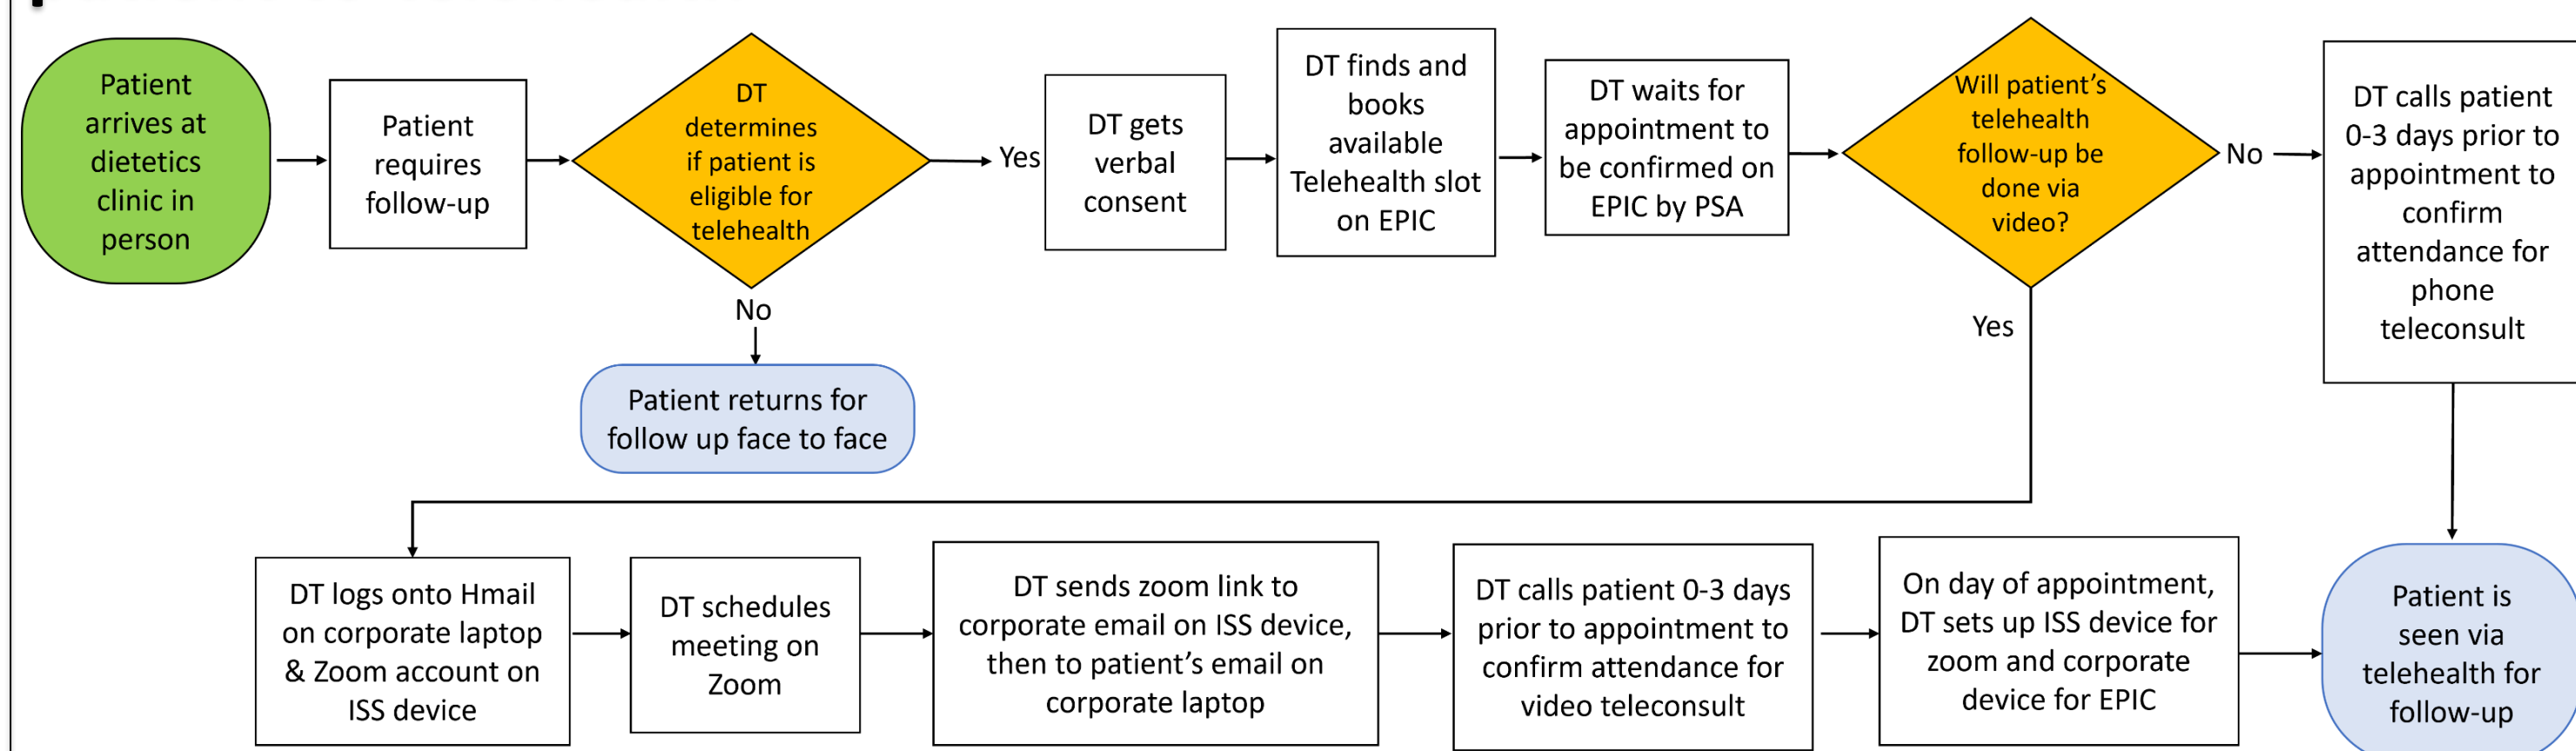 Patient
arrives at
dietetics
clinic in
person
Patient
requires
follow-up
DT
determines
if patient is
eligible for
telehealth
Yes
No
Patient returns for
follow up face to face
DT gets
verbal
consent
DT finds and
books
available
Telehealth slot
on EPIC
DT waits for
appointment to
be confirmed on
EPIC by PSA
Will patient’s
telehealth
follow-up be
done via
video?
No
Yes
DT calls patient
0-3 days prior to
appointment to
confirm
attendance for
phone
teleconsult
DT logs onto Hmail
on corporate laptop
& Zoom account on
ISS device
DT schedules
meeting on
Zoom
DT sends zoom link to
corporate email on ISS device,
then to patient’s email on
corporate laptop
DT calls patient 0-3 days
prior to appointment to
confirm attendance for
video teleconsult
On day of appointment,
DT sets up ISS device for
zoom and corporate
device for EPIC
Patient is
seen via
telehealth for
follow-up